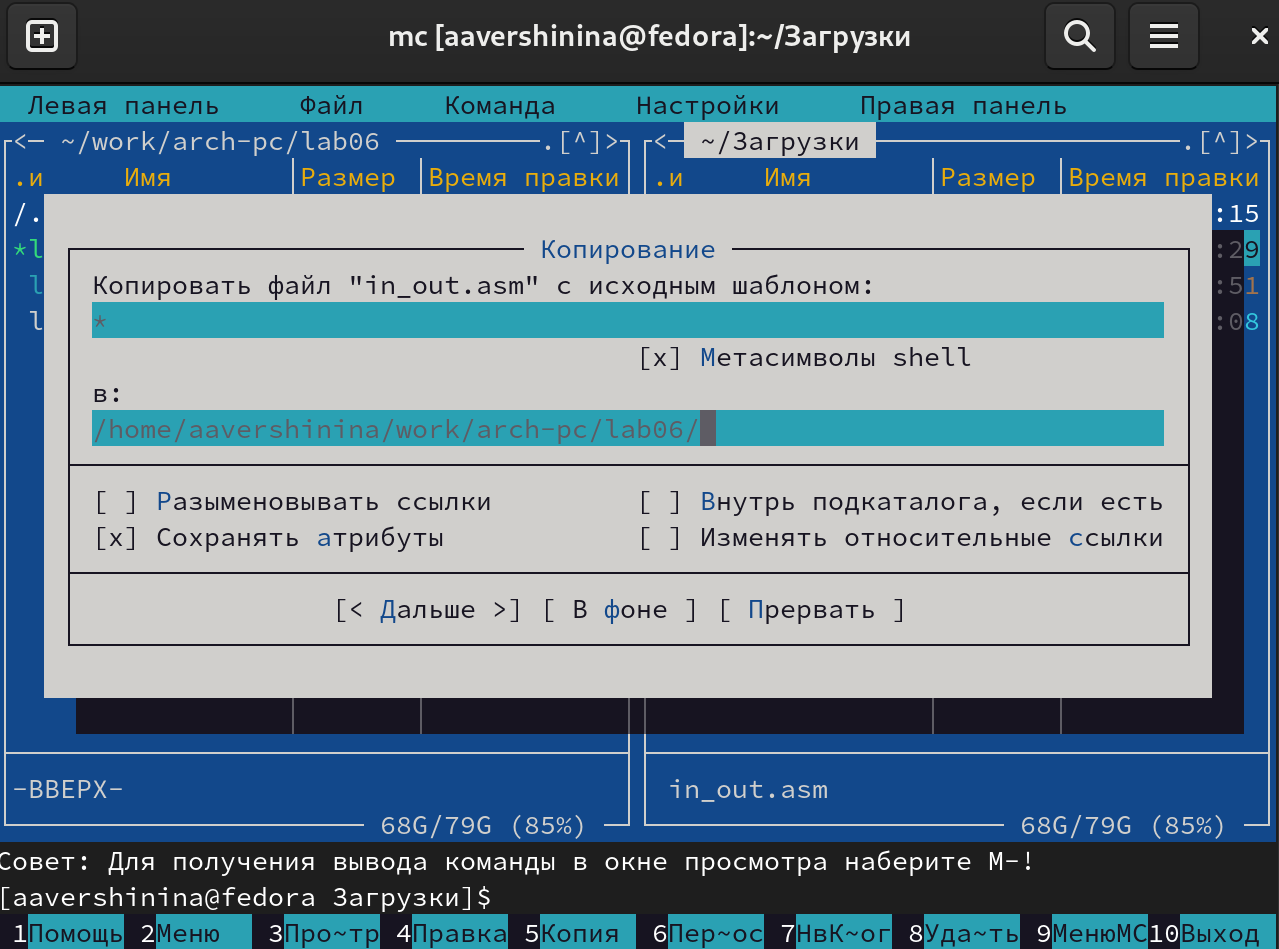 mc [aavershinina@fedora]:~/Загрузки
Левая панель Файл Команда Настройки Правая панель
<— ~/work/arch-pc/lab06 .[^]> <— ~/Загрузки .[^]>
.и Имя Размер Время правки .и Имя Размер Время правки
/. :15
*l Копирование :29
l Копировать файл "in_out.asm" с исходным шаблоном: :51
l * :08
[x] Метасимволы shell
в:
/home/aavershinina/work/arch-pc/lab06/
[ ] Разыменовывать ссылки [ ] Внутрь подкаталога, если есть
[x] Сохранять атрибуты [ ] Изменять относительные ссылки
[< Дальше >] [ В фоне ] [ Прервать ]
-ВВЕРХ- in_out.asm
68G/79G (85%) 68G/79G (85%)
Совет: Для получения вывода команды в окне просмотра наберите M-!
[aavershinina@fedora Загрузки]$
1Помощь 2Меню 3Про~тр 4Правка 5Копия 6Пер~ос 7НвК~ог 8Уда~ть 9МенюMC 10Выход